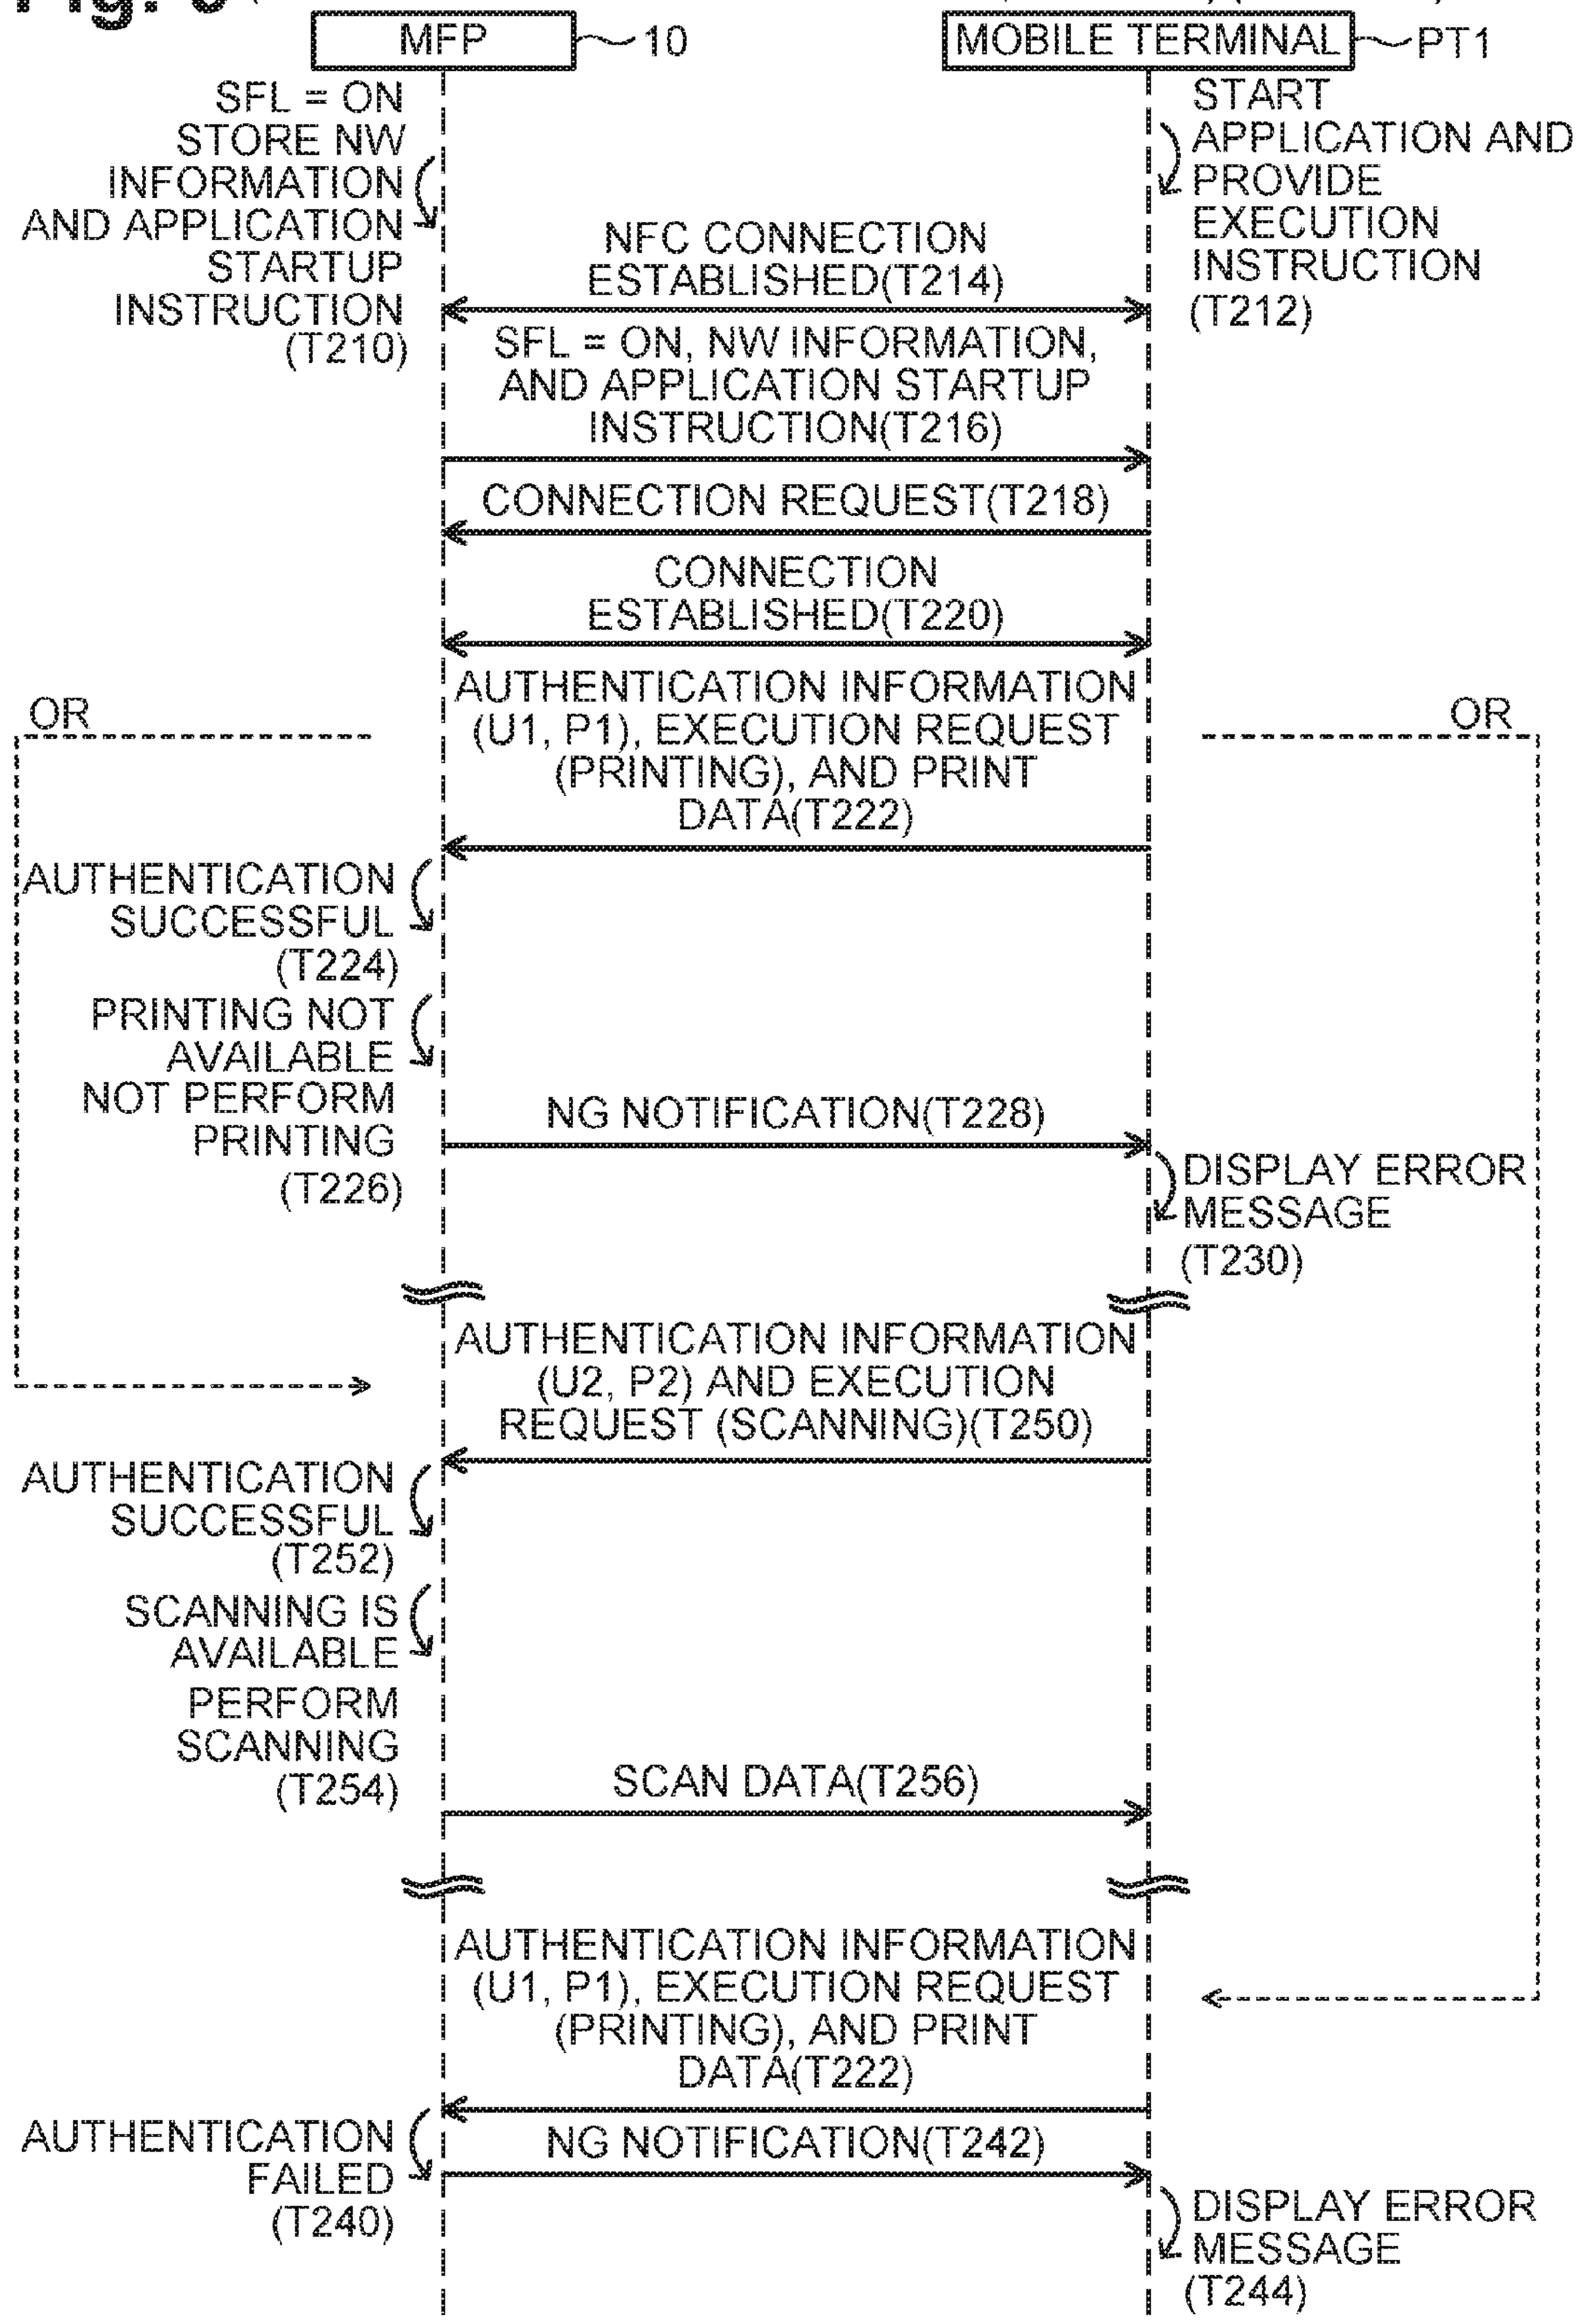 MFP
10
MOBILE TERMINAL
PT1
SFL = ON
STORE NW
INFORMATION
AND APPLICATION
STARTUP
INSTRUCTION
(T210)
START
APPLICATION AND
PROVIDE
EXECUTION
INSTRUCTION
(T212)
NFC CONNECTION
ESTABLISHED(T214)
SFL = ON, NW INFORMATION,
AND APPLICATION STARTUP
INSTRUCTION(T216)
CONNECTION REQUEST(T218)
CONNECTION
ESTABLISHED(T220)
OR
OR
AUTHENTICATION INFORMATION
(U1, P1), EXECUTION REQUEST
(PRINTING), AND PRINT
DATA(T222)
AUTHENTICATION
SUCCESSFUL
(T224)
PRINTING NOT
AVAILABLE
NOT PERFORM
PRINTING
(T226)
NG NOTIFICATION(T228)
DISPLAY ERROR
MESSAGE
(T230)
AUTHENTICATION INFORMATION
(U2, P2) AND EXECUTION
REQUEST (SCANNING)(T250)
AUTHENTICATION
SUCCESSFUL
(T252)
SCANNING IS
AVAILABLE
PERFORM
SCANNING
(T254)
SCAN DATA(T256)
AUTHENTICATION INFORMATION
(U1, P1), EXECUTION REQUEST
(PRINTING), AND PRINT
DATA(T222)
AUTHENTICATION
FAILED
(T240)
NG NOTIFICATION(T242)
DISPLAY ERROR
MESSAGE
(T244)